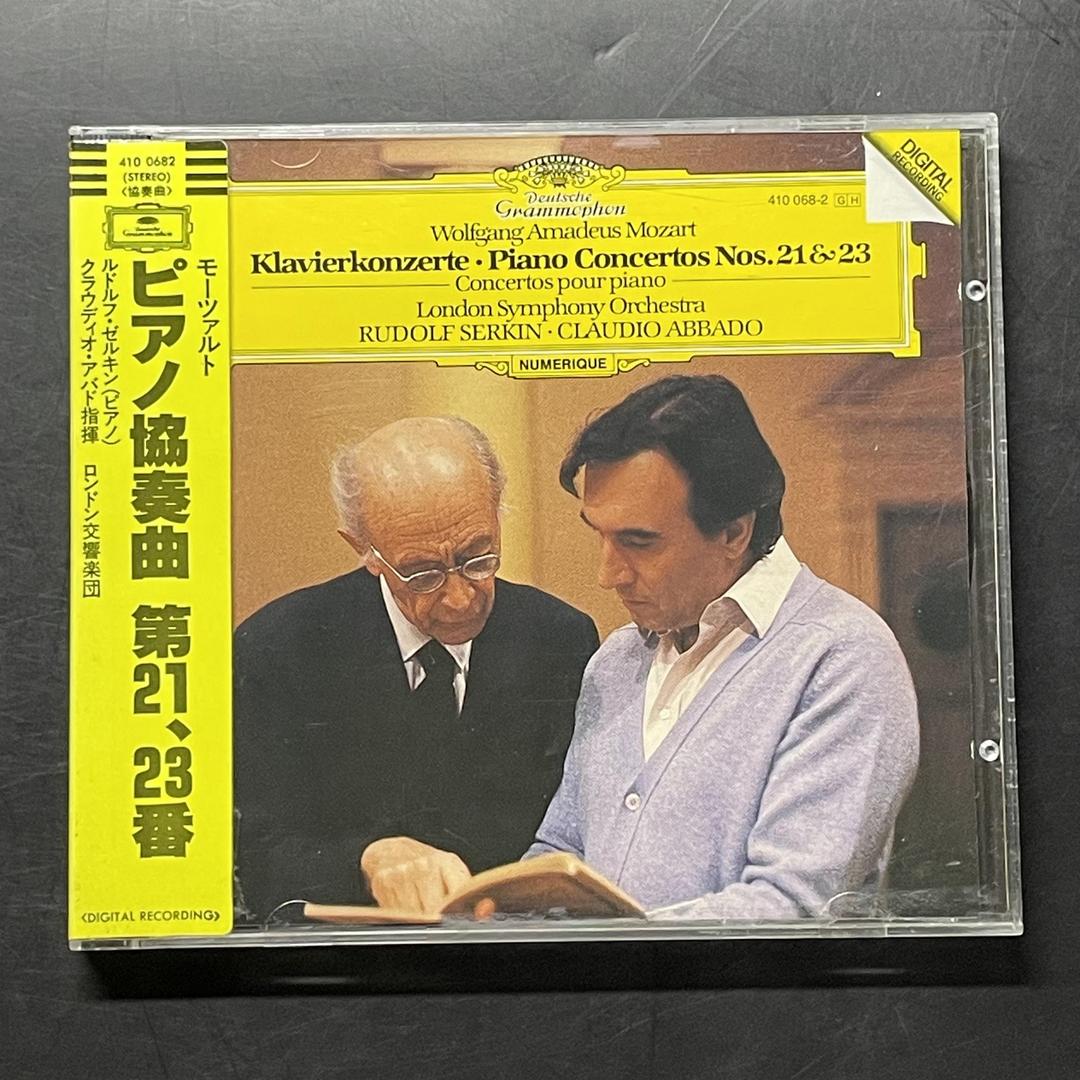 410 0682
(STEREO)
〈協奏曲〉
Deutsche
Grammophon
モーツァルト
ピアノ協奏曲 第21、23番
ルドルフ・ゼルキン(ピアノ)
クラウディオ・アバド指揮 ロンドン交響楽団
〈DIGITAL RECORDING〉
Deutsche
Grammophon
410 068-2 GH
DIGITAL
RECORDING
Wolfgang Amadeus Mozart
Klavierkonzerte · Piano Concertos Nos. 21 & 23
Concertos pour piano
London Symphony Orchestra
RUDOLF SERKIN · CLAUDIO ABBADO
NUMERIQUE